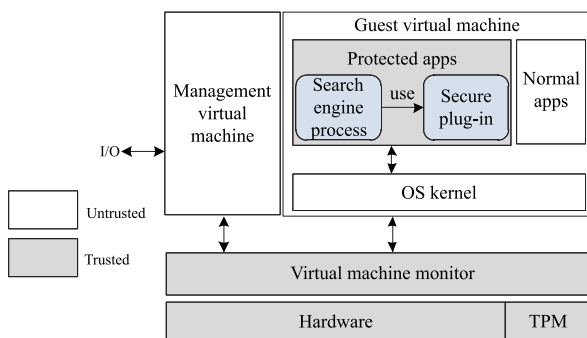 Guest virtual machine
Management
virtual
machine
Protected apps
Search
engine
process
use
Secure
plug-in
Normal
apps
I/O
OS kernel
Untrusted
Trusted
Virtual machine monitor
Hardware
TPM